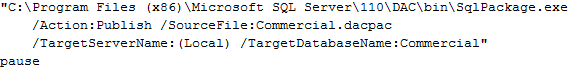 "C:\Program Files (x86)\Microsoft SQL Server\110\DAC\bin\SqlPackage.exe
/Action:Publish /SourceFile:Commercial.dacpac
/TargetServerName:(Local) /TargetDatabaseName:Commercial"
pause